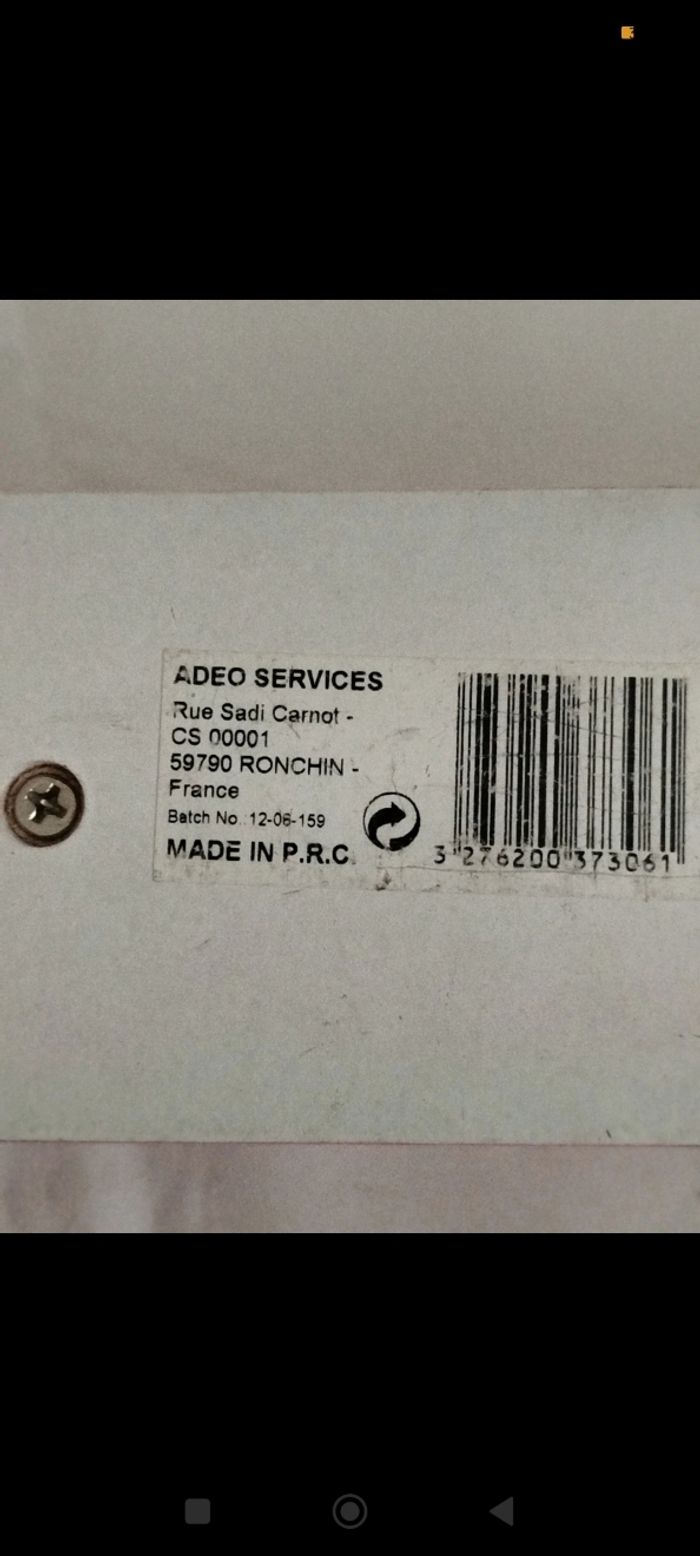 ADEO SERVICES
Rue Sadi Carnot -
CS 00001
59790 RONCHIN -
France
Batch No. 12-06-159
MADE IN P.R.C.
3 276200 373061